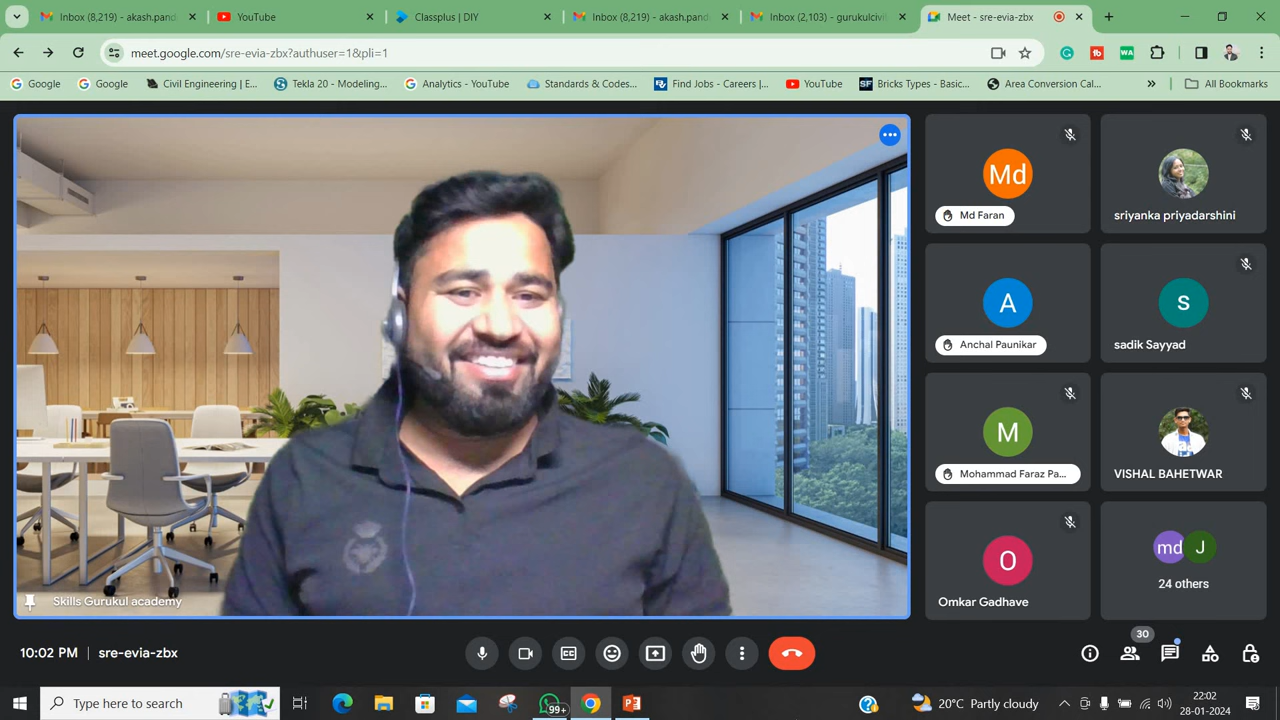 Inbox (8,219) - akash.pand
YouTube
Classplus | DIY
Inbox (8,219) - akash.pand
Inbox (2,103) - gurukulcivil
Meet - sre-evia-zbx
meet.google.com/sre-evia-zbx?authuser=1&pli=1
Google
Google
Civil Engineering | E...
Tekla 20 - Modeling...
Analytics - YouTube
Standards & Codes...
Find Jobs - Careers |...
YouTube
SF
Bricks Types - Basic...
Area Conversion Cal...
»
All Bookmarks
WA
Md
Md Faran
sriyanka priyadarshini
A
Anchal Paunikar
s
sadik Sayyad
M
Mohammad Faraz Pa...
VISHAL BAHETWAR
O
Omkar Gadhave
md
J
24 others
Skills Gurukul academy
10:02 PM | sre-evia-zbx
30
Type here to search
99+
20°C Partly cloudy
22:02
28-01-2024